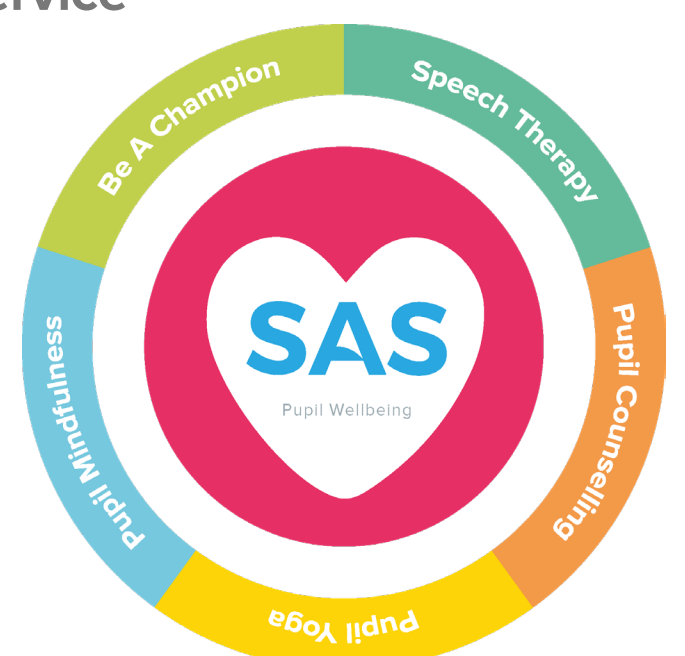 ervice
Speech Therapy
Pupil Counselling
Pupil Yoga
Pupil Mindfulness
Be A Champion
SAS
Pupil Wellbeing